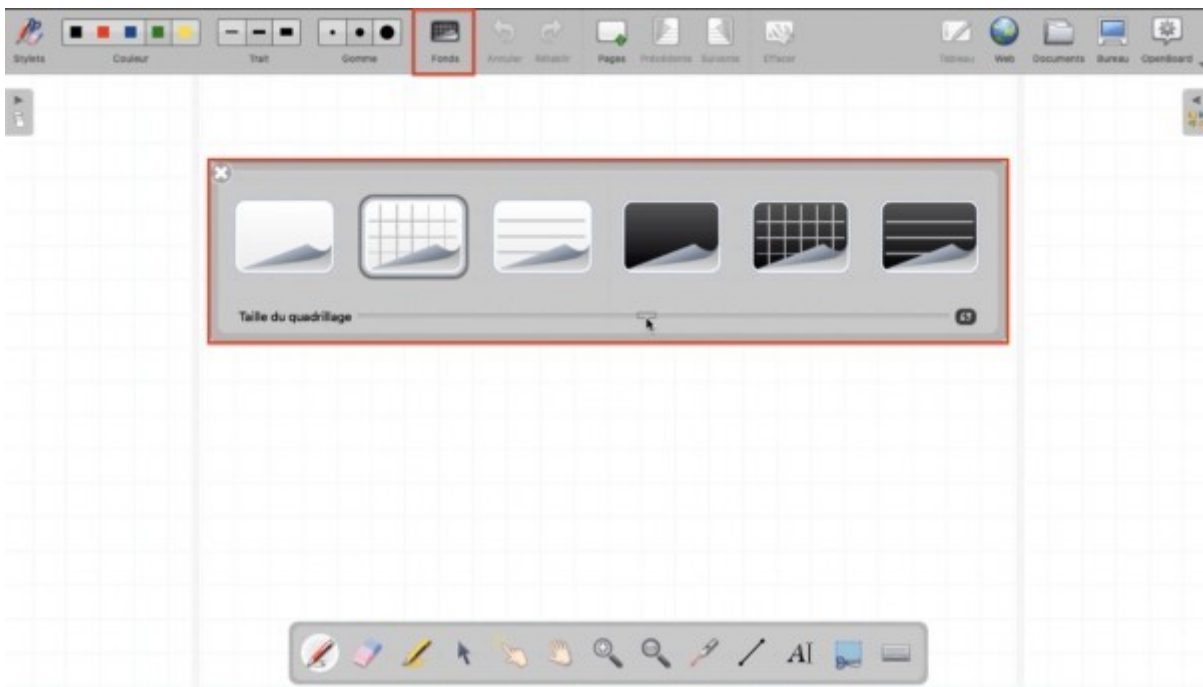 Stylets Couleur Trait Gomme Fonds Annuler Rétablir Pages Précédente Suivante Effacer Tableau Web Documents Bureau OpenBoard
Taille du quadrillage
AI